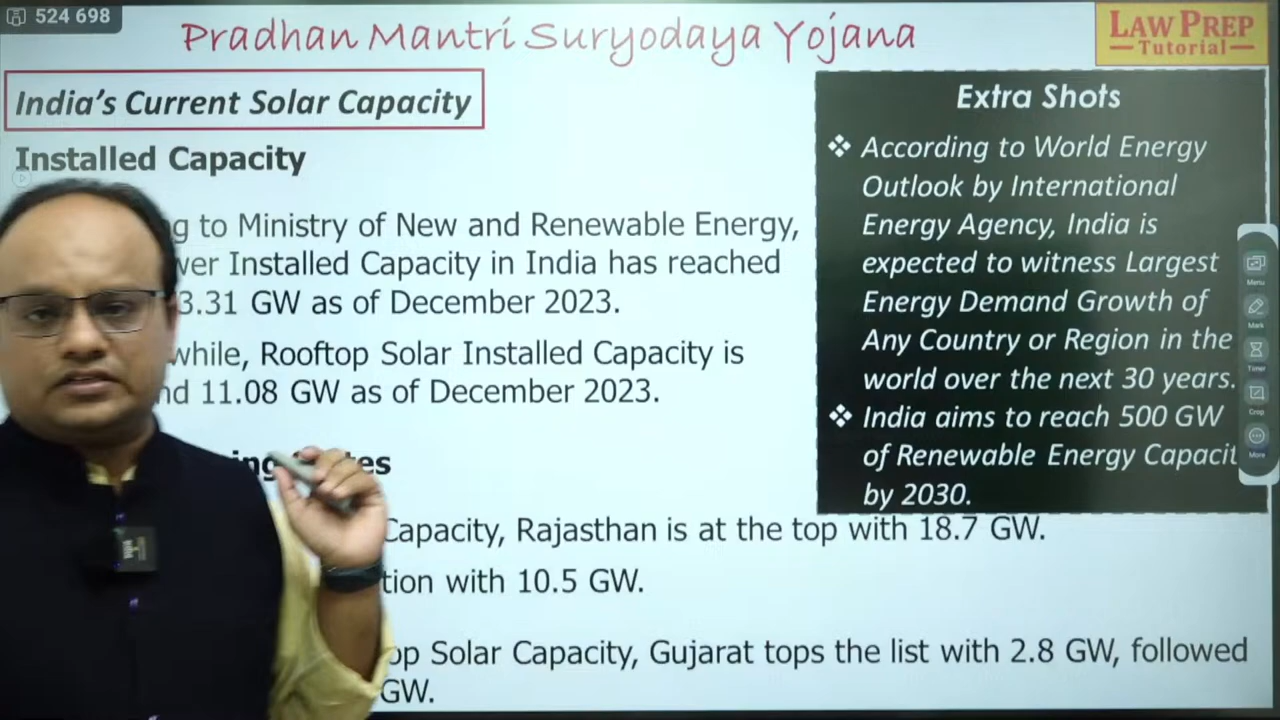 524 698
Pradhan Mantri Suryodaya Yojana
LAW PREP
Tutorial
India's Current Solar Capacity
Installed Capacity
to Ministry of New and Renewable Energy,
Installed Capacity in India has reached
3.31 GW as of December 2023.
while, Rooftop Solar Installed Capacity is
11.08 GW as of December 2023.
Capacity, Rajasthan is at the top with 18.7 GW.
tion with 10.5 GW.
op Solar Capacity, Gujarat tops the list with 2.8 GW, followed
GW.
Extra Shots
❖ According to World Energy
Outlook by International
Energy Agency, India is
expected to witness Largest
Energy Demand Growth of
Any Country or Region in the
world over the next 30 years.
❖ India aims to reach 500 GW
of Renewable Energy Capacit
by 2030.
Menu
Mark
Timer
Crop
More